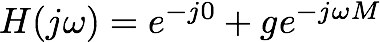 H(jω) = e^{-j0} + ge^{-jωM}